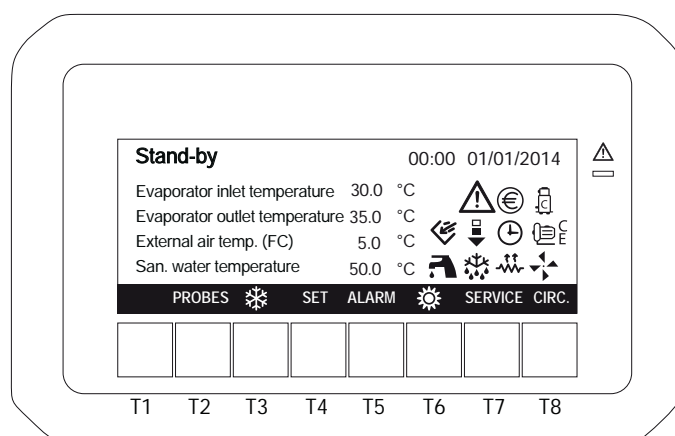 Stand-by 00:00 01/01/2014
Evaporator inlet temperature 30.0 °C
Evaporator outlet temperature 35.0 °C
External air temp. (FC) 5.0 °C
San. water temperature 50.0 °C
€ C
C
E
PROBES SET ALARM SERVICE CIRC.
T1 T2 T3 T4 T5 T6 T7 T8